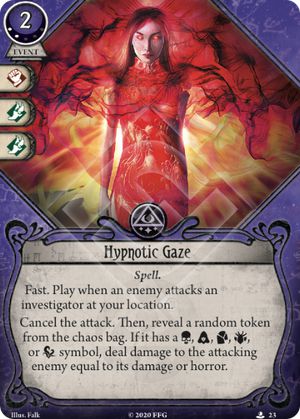 2
EVENT
Hypnotic Gaze
Spell.
Fast. Play when an enemy attacks an
investigator at your location.
Cancel the attack. Then, reveal a random token
from the chaos bag. If it has a , , , ,
or symbol, deal damage to the attacking
enemy equal to its damage or horror.
Illus. Falk
© 2020 FFG
23